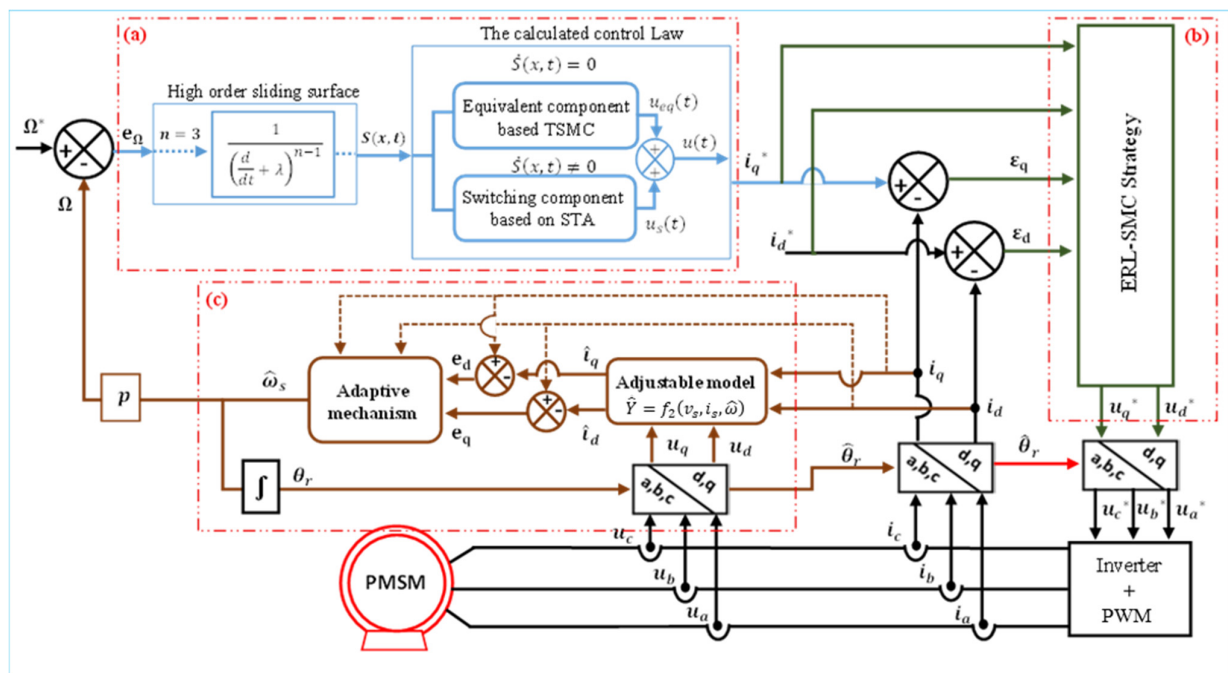 (a)
The calculated control Law
Ṡ(x, t) = 0
High order sliding surface
Ω*
+
-
e_Ω
n = 3
1
(d/dt + λ)^(n−1)
S(x, t)
Equivalent component
based TSMC
u_eq(t)
Ṡ(x, t) ≠ 0
+
+
u(t)
Switching component
based on STA
u_s(t)
i_q*
+
-
ε_q
i_d*
+
-
ε_d
(b)
ERL-SMC Strategy
u_q*
u_d*
Ω
p
ω̂_s
(c)
Adaptive
mechanism
e_d
+
-
î_q
e_q
+
-
î_d
Adjustable model
Ŷ = f₂(v_s, i_s, ω̂)
i_q
i_d
u_q
u_d
∫
θ_r
a,b,c
d,q
θ̂_r
a,b,c
d,q
θ̂_r
a,b,c
d,q
u_c*
u_b*
u_a*
u_c
u_b
u_a
i_c
i_b
i_a
PMSM
Inverter
+
PWM